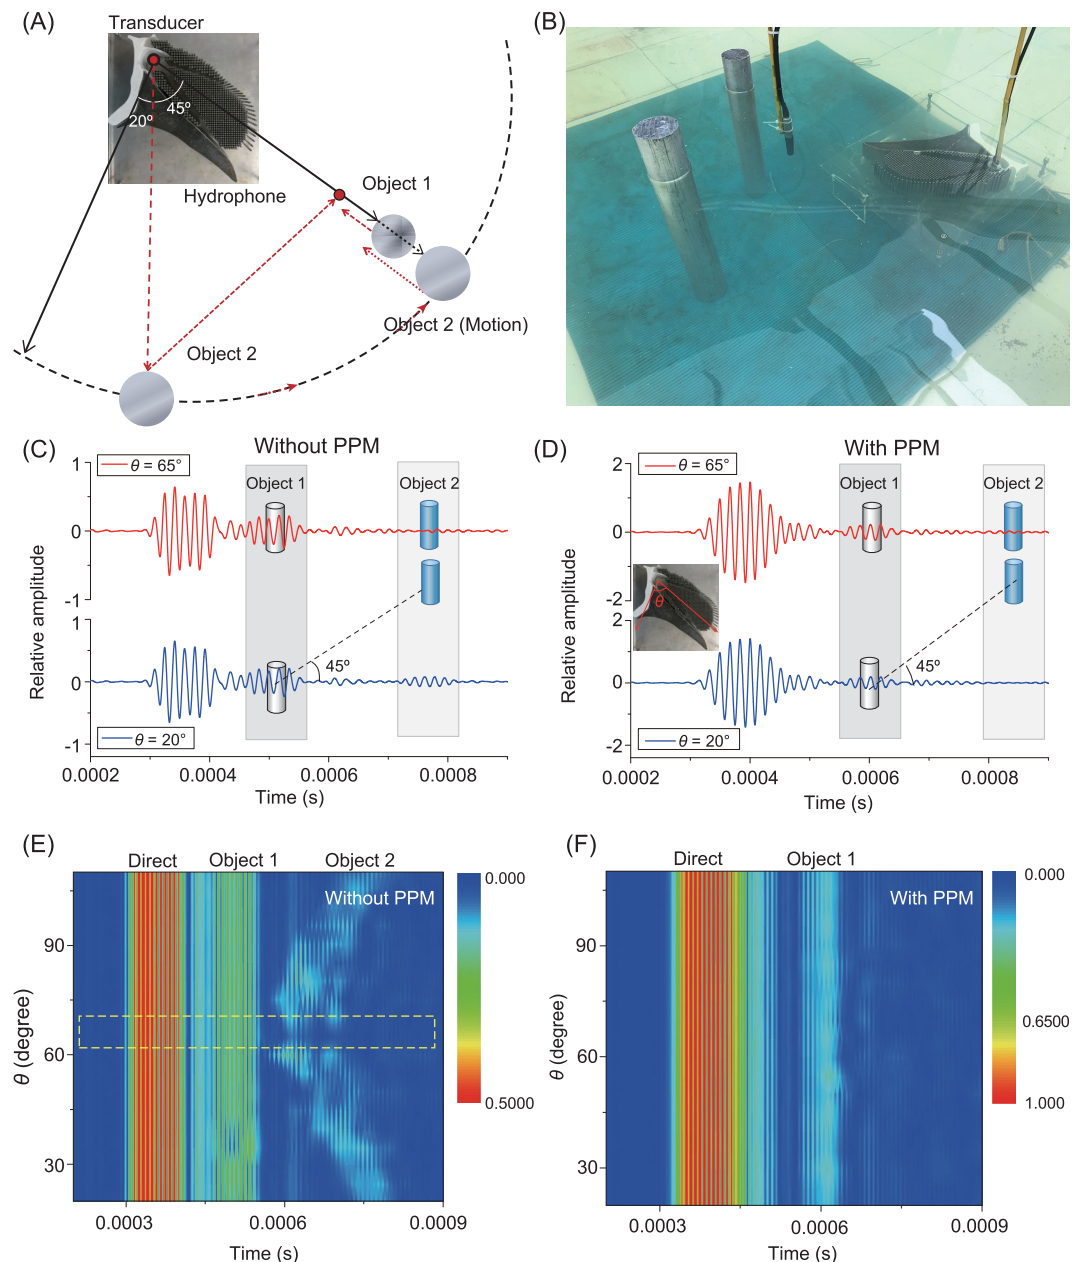 (A)
Transducer
45º
20º
Hydrophone
Object 1
Object 2 (Motion)
Object 2
(B)
(C)
Without PPM
θ = 65°
Object 1
Object 2
1
0
-1
1
0
-1
Relative amplitude
45º
θ = 20°
0.0002
0.0004
0.0006
0.0008
Time (s)
(D)
With PPM
θ = 65°
Object 1
Object 2
2
0
-2
2
0
-2
Relative amplitude
θ
45º
θ = 20°
0.0002
0.0004
0.0006
0.0008
Time (s)
(E)
Direct
Object 1
Object 2
Without PPM
90
60
30
θ (degree)
0.0003
0.0006
0.0009
Time (s)
0.000
0.5000
(F)
Direct
Object 1
With PPM
90
60
30
θ (degree)
0.0003
0.0006
0.0009
Time (s)
0.000
0.6500
1.000